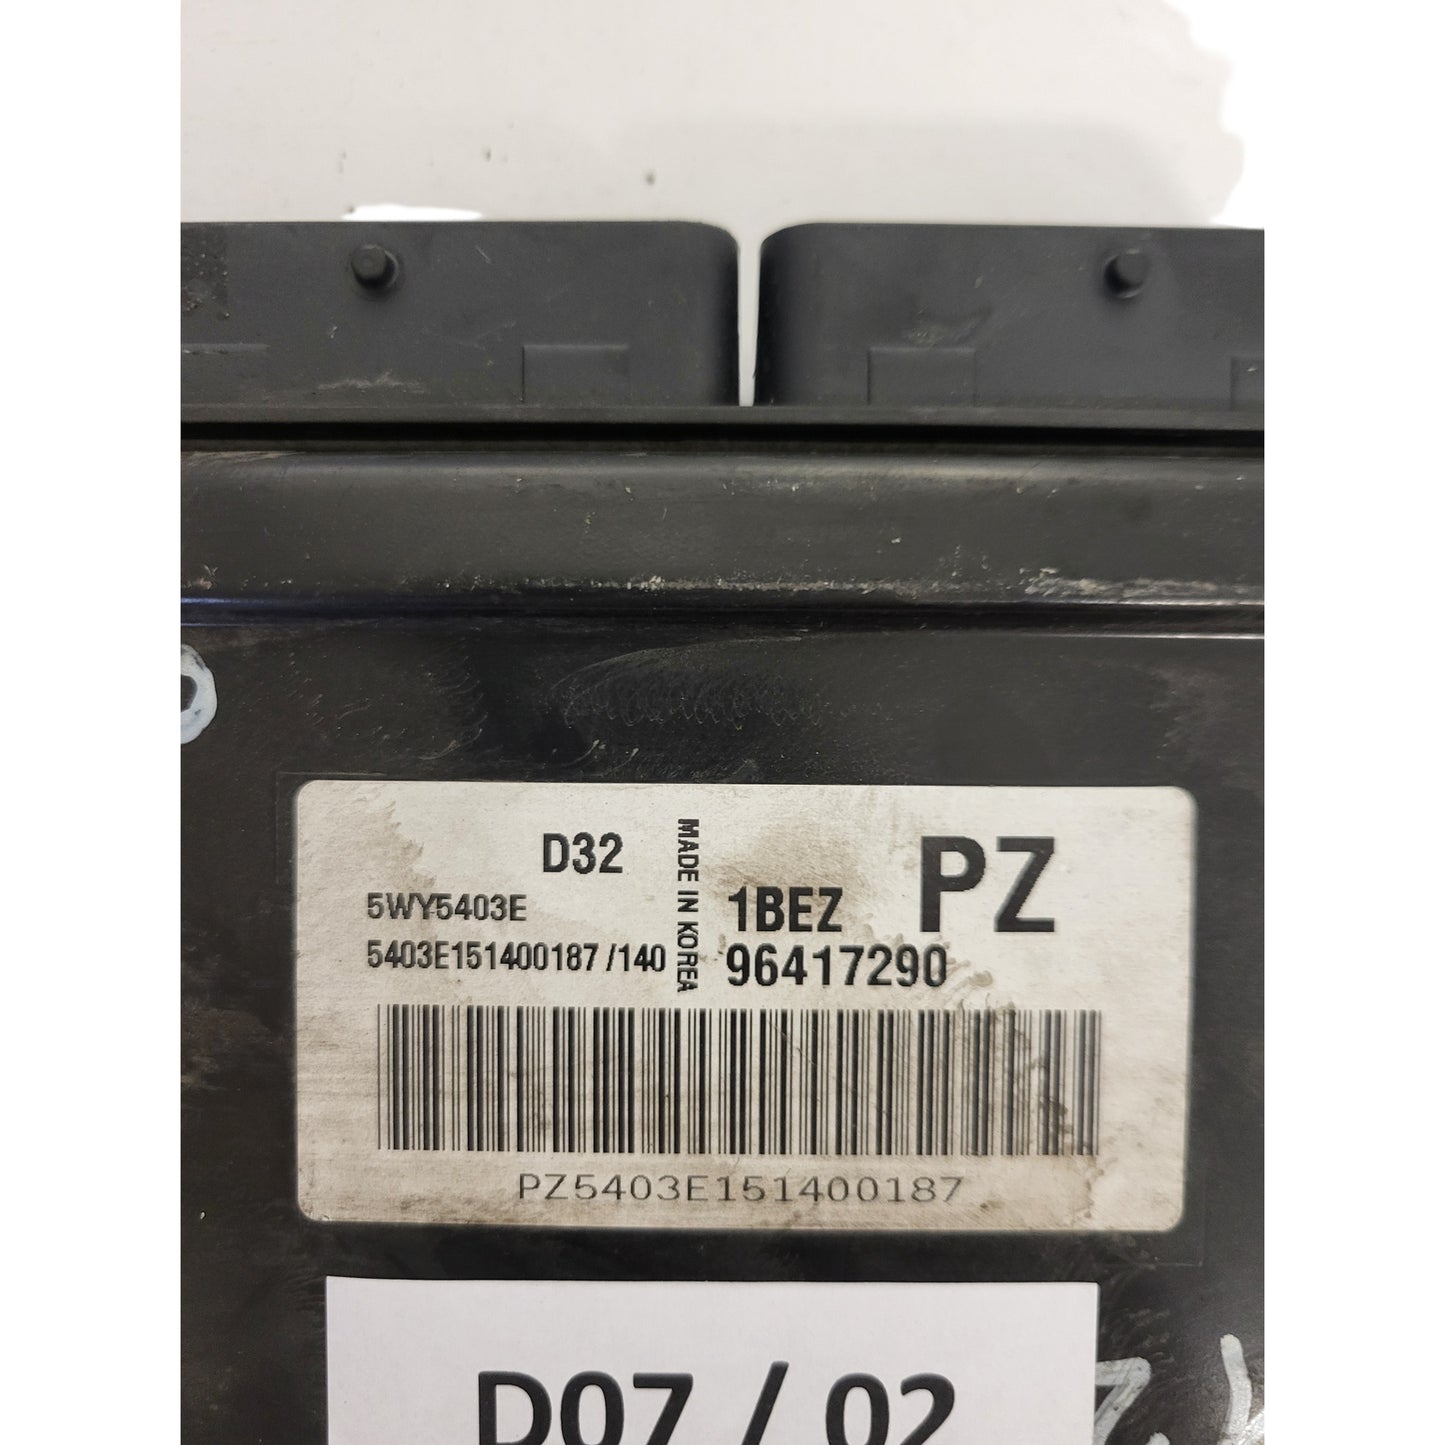 D32
5WY5403E
5403E151400187 /140
MADE IN KOREA
1BEZ PZ
96417290
PZ5403E151400187
D07 / 02